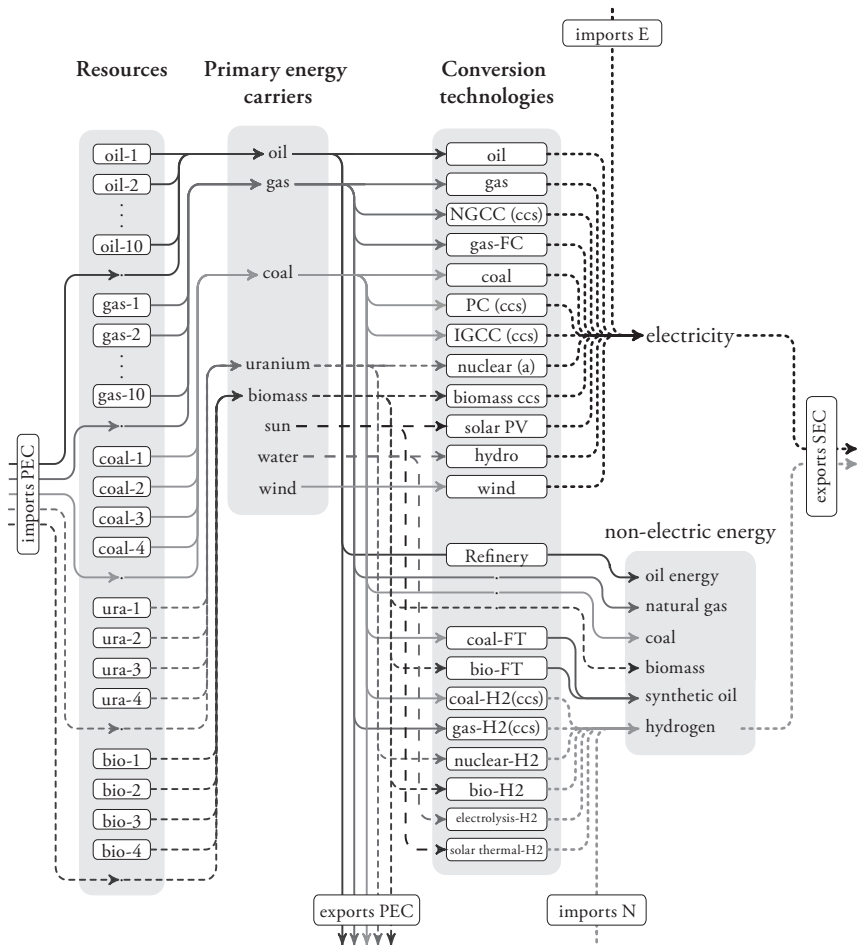 imports E
Resources
Primary energy
carriers
Conversion
technologies
oil-1
oil-2
oil-10
gas-1
gas-2
gas-10
imports PEC
coal-1
coal-2
coal-3
coal-4
ura-1
ura-2
ura-3
ura-4
bio-1
bio-2
bio-3
bio-4
oil
gas
coal
uranium
biomass
sun
water
wind
oil
gas
NGCC (ccs)
gas-FC
coal
PC (ccs)
IGCC (ccs)
nuclear (a)
biomass ccs
solar PV
hydro
wind
Refinery
coal-FT
bio-FT
coal-H2(ccs)
gas-H2(ccs)
nuclear-H2
bio-H2
electrolysis-H2
solar thermal-H2
electricity
exports SEC
non-electric energy
oil energy
natural gas
coal
biomass
synthetic oil
hydrogen
exports PEC
imports N